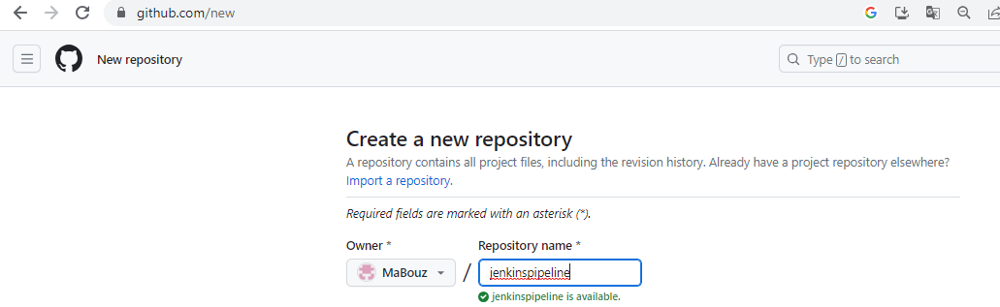 github.com/new
New repository
Type / to search
Create a new repository
A repository contains all project files, including the revision history. Already have a project repository elsewhere?
Import a repository.
Required fields are marked with an asterisk (*).
Owner * Repository name *
MaBouz / jenkinspipeline
jenkinspipeline is available.